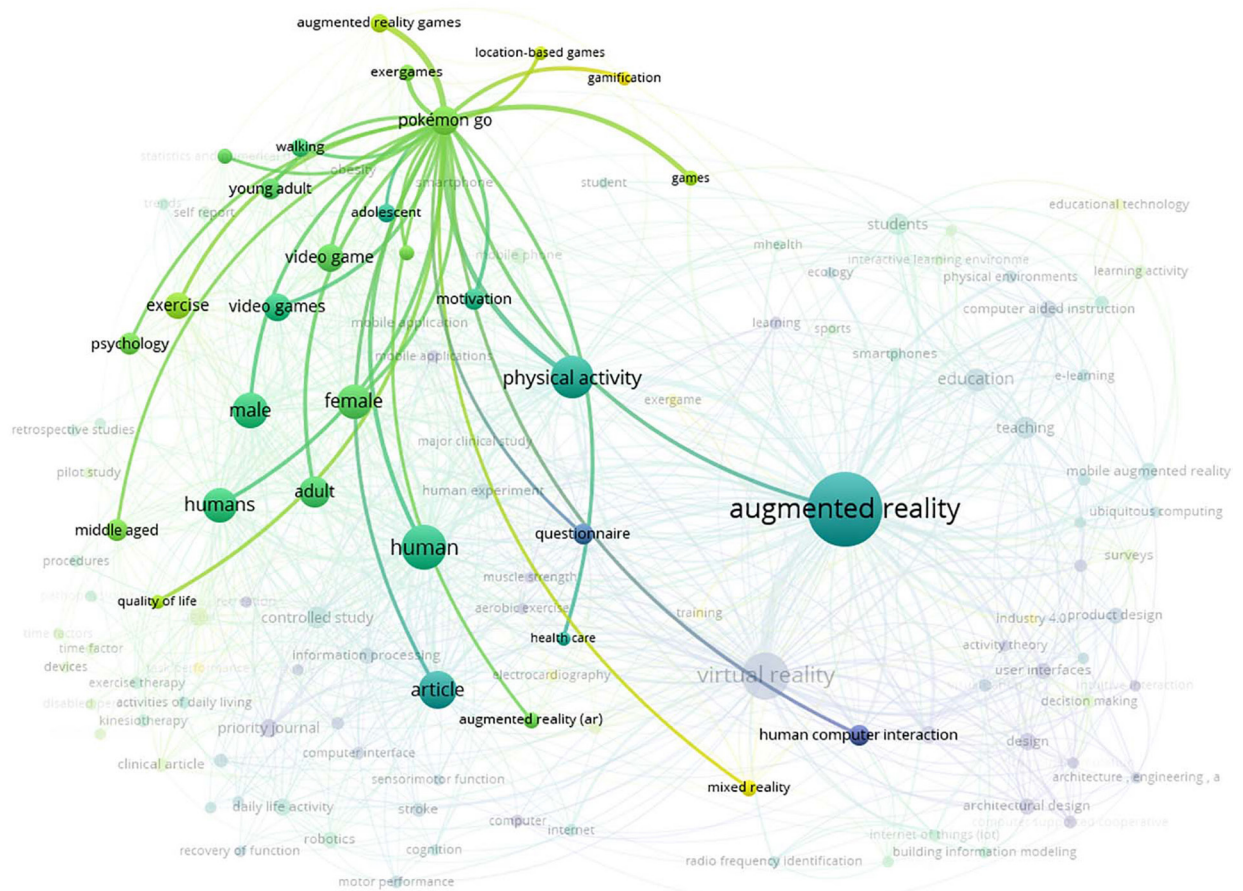 augmented reality games
location-based games
exergames
gamification
pokémon go
walking
obesity
smartphone
student
games
young adult
trends
self report
adolescent
students
educational technology
video game
mobile phone
mhealth
interactive learning environme
ecology
physical environments
learning activity
exercise
video games
motivation
computer aided instruction
mobile application
learning
sports
psychology
mobile applications
smartphones
physical activity
education
e-learning
female
exergame
male
retrospective studies
teaching
major clinical study
pilot study
mobile augmented reality
humans
adult
human experiment
augmented reality
ubiquitous computing
middle aged
questionnaire
human
surveys
procedures
muscle strength
quality of life
aerobic exercise
training
controlled study
industry 4.0
product design
time factors
health care
time factor
activity theory
information processing
devices
task performance
electrocardiography
virtual reality
user interfaces
exercise therapy
article
activities of daily living
decision making
kinesiotherapy
augmented reality (ar)
priority journal
human computer interaction
design
computer interface
clinical article
sensorimotor function
mixed reality
architecture , engineering , a
daily life activity
stroke
architectural design
computer
computer supported cooperative
internet
internet of things (iot)
robotics
recovery of function
cognition
building information modeling
radio frequency identification
motor performance